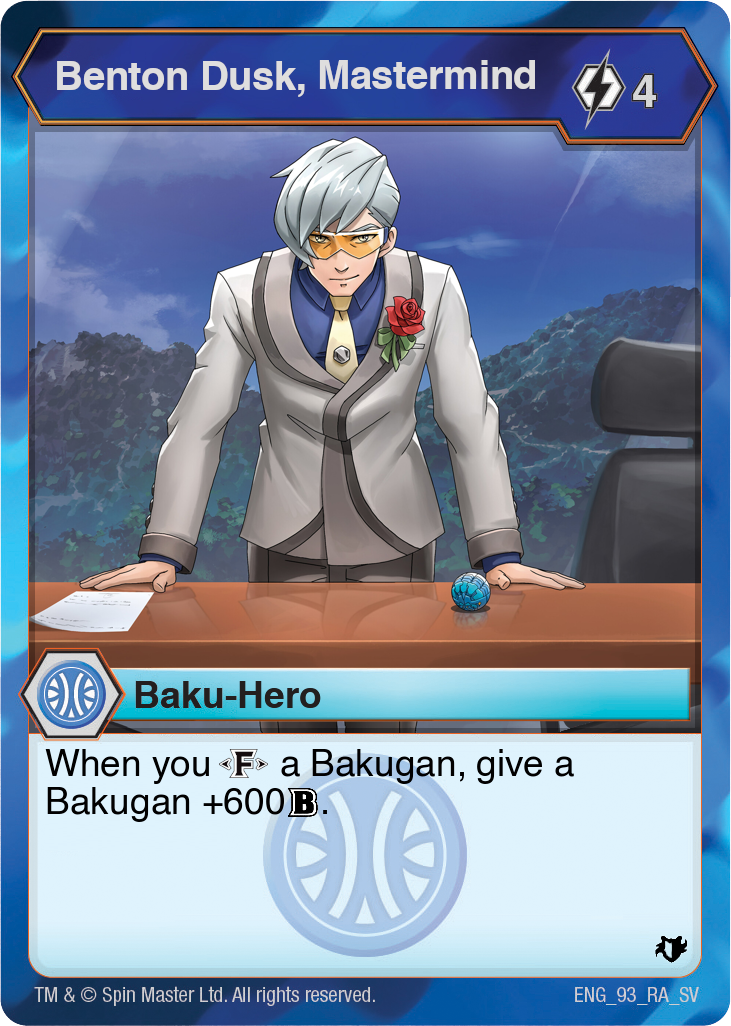 Benton Dusk, Mastermind 4
Baku-Hero
When you F a Bakugan, give a
Bakugan +600B.
TM & © Spin Master Ltd. All rights reserved. ENG_93_RA_SV